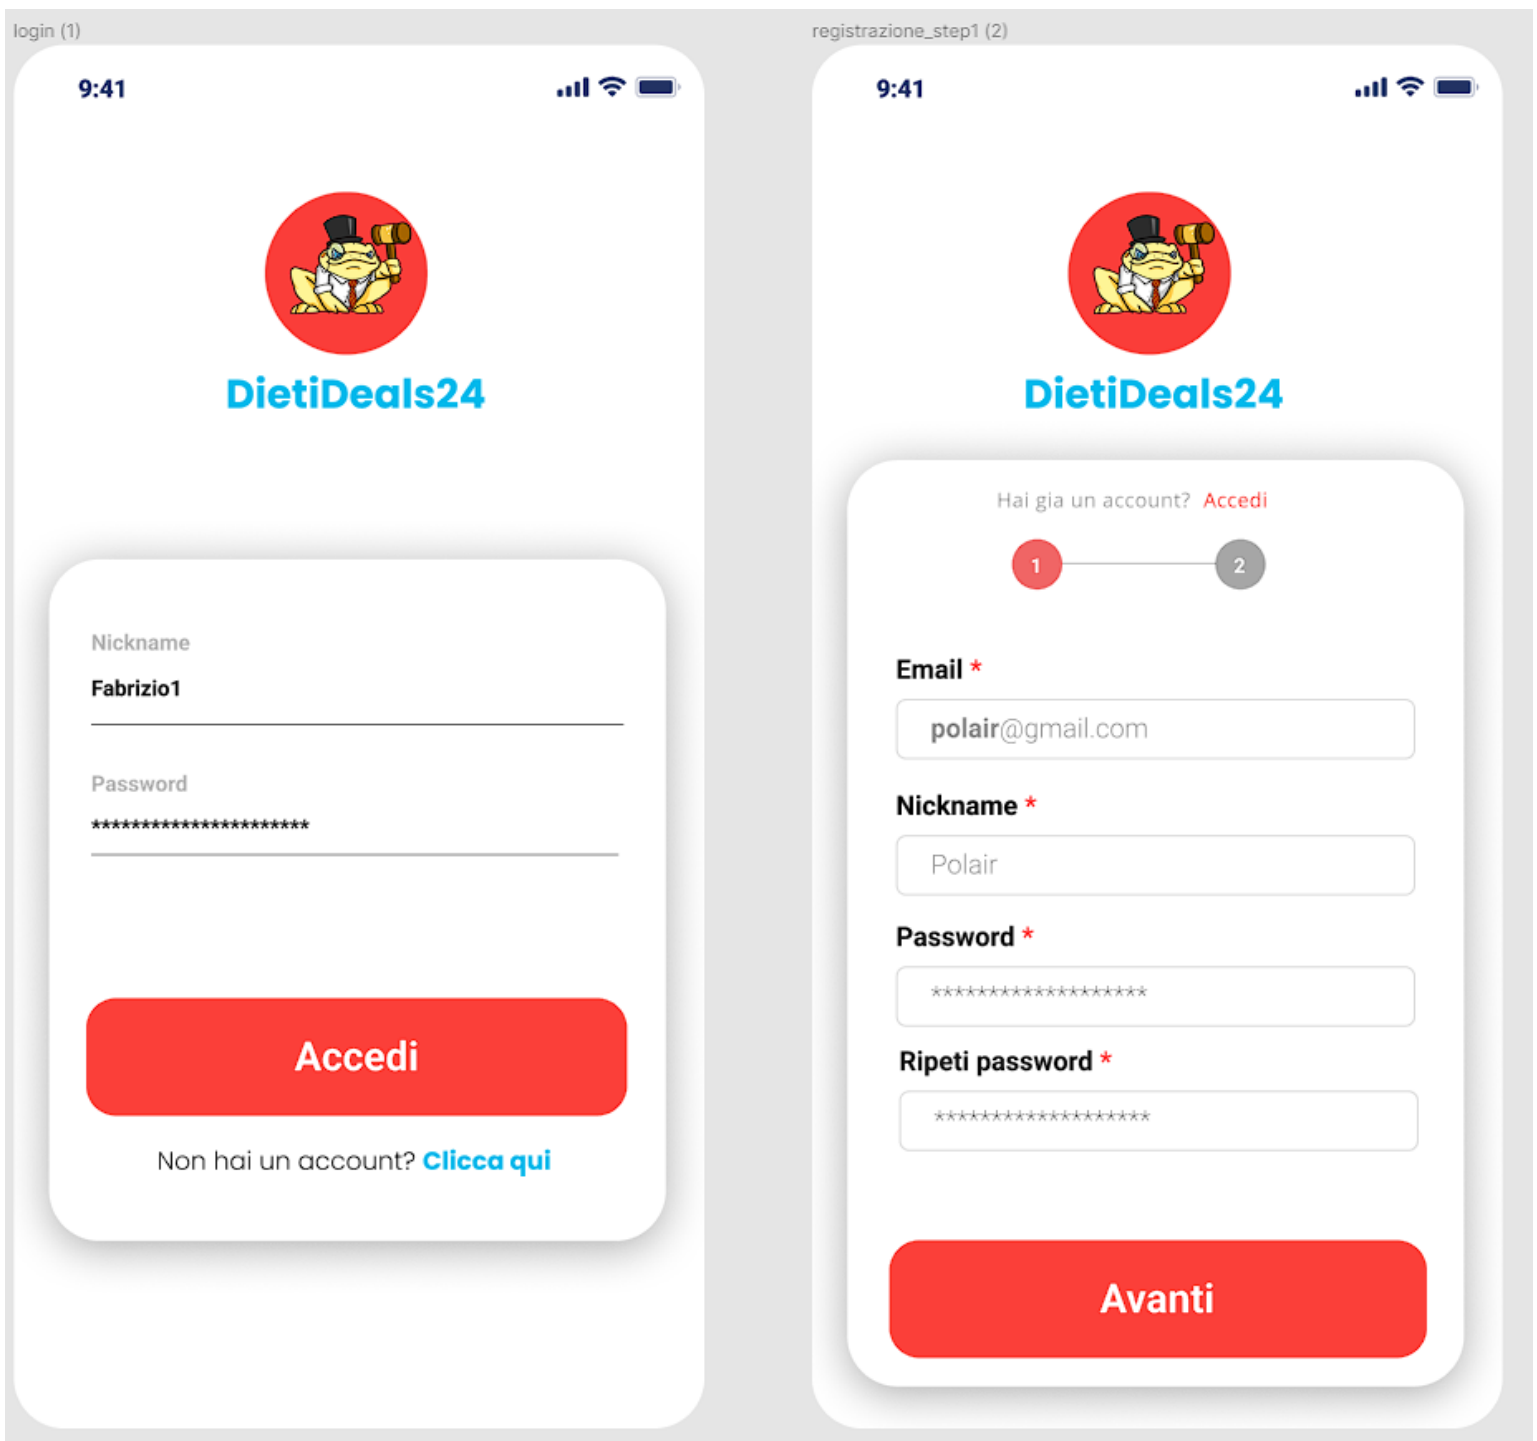 login (1)
9:41
DietiDeals24
Nickname
Fabrizio1
Password
**********************
Accedi
Non hai un account? Clicca qui
registrazione_step1 (2)
9:41
DietiDeals24
Hai gia un account? Accedi
1
2
Email *
polair@gmail.com
Nickname *
Polair
Password *
*******************
Ripeti password *
*******************
Avanti